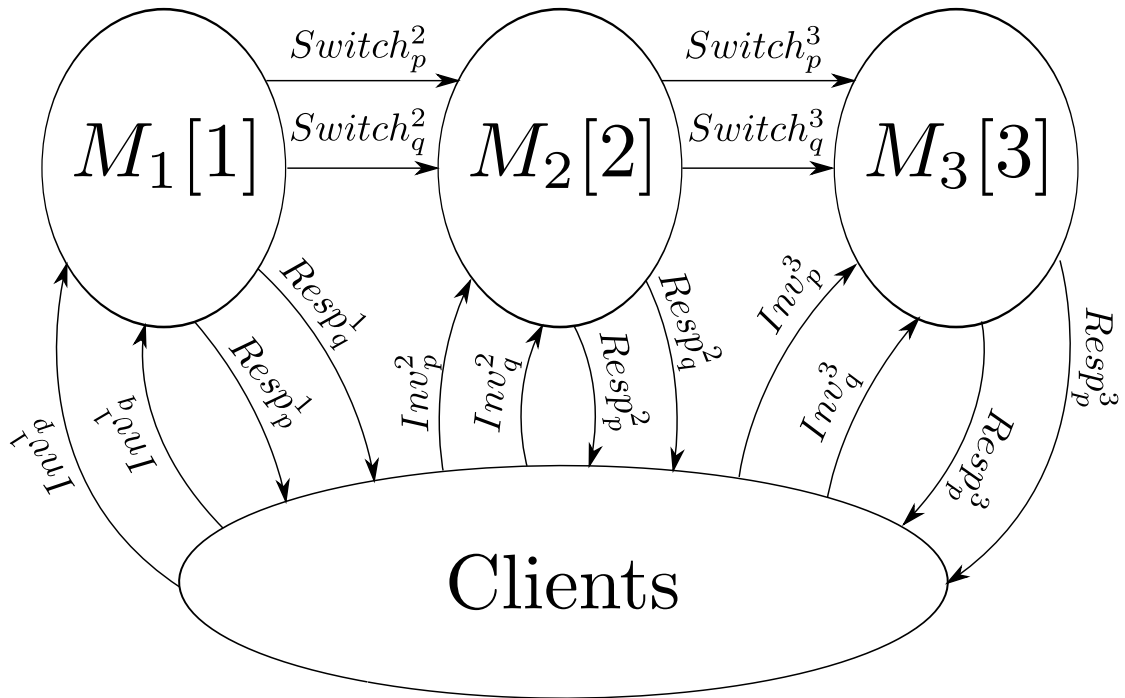 Switch_p^2
Switch_p^3
Switch_q^2
Switch_q^3
M_1[1]
M_2[2]
M_3[3]
Inv_p^1
Inv_q^1
Resp_p^1
Resp_q^1
Inv_p^2
Inv_q^2
Resp_p^2
Resp_q^2
Inv_p^3
Inv_q^3
Resp_p^3
Resp_p^3
Clients